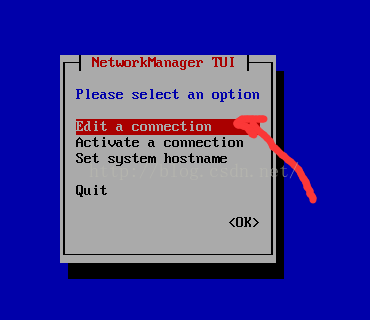 NetworkManager TUI
Please select an option
Edit a connection
Activate a connection
Set system hostname
http://blog.csdn.net/
Quit
<OK>